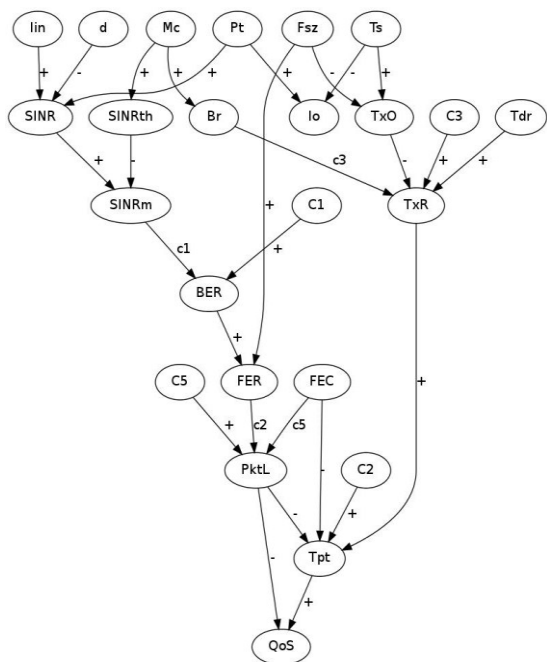 Iin d Mc Pt Fsz Ts
+ - + + + + - - +
SINR SINRth Br Io TxO C3 Tdr
+ - c3 - + +
SINRm + C1 TxR
c1 +
BER
+ +
C5 FER FEC
+ c2 c5
PktL - C2
- - +
Tpt
+
QoS